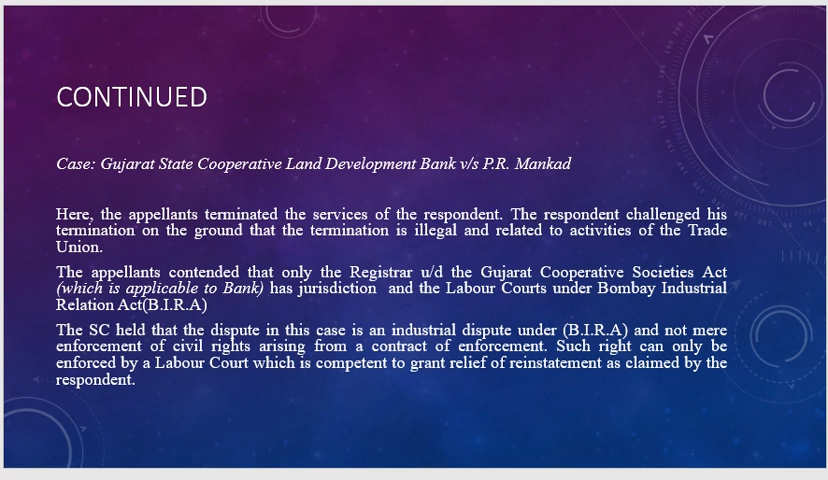 CONTINUED
Case: Gujarat State Cooperative Land Development Bank v/s P.R. Mankad
Here, the appellants terminated the services of the respondent. The respondent challenged his
termination on the ground that the termination is illegal and related to activities of the Trade
Union.
The appellants contended that only the Registrar u/d the Gujarat Cooperative Societies Act
(which is applicable to Bank) has jurisdiction and the Labour Courts under Bombay Industrial
Relation Act(B.I.R.A)
The SC held that the dispute in this case is an industrial dispute under (B.I.R.A) and not mere
enforcement of civil rights arising from a contract of enforcement. Such right can only be
enforced by a Labour Court which is competent to grant relief of reinstatement as claimed by the
respondent.